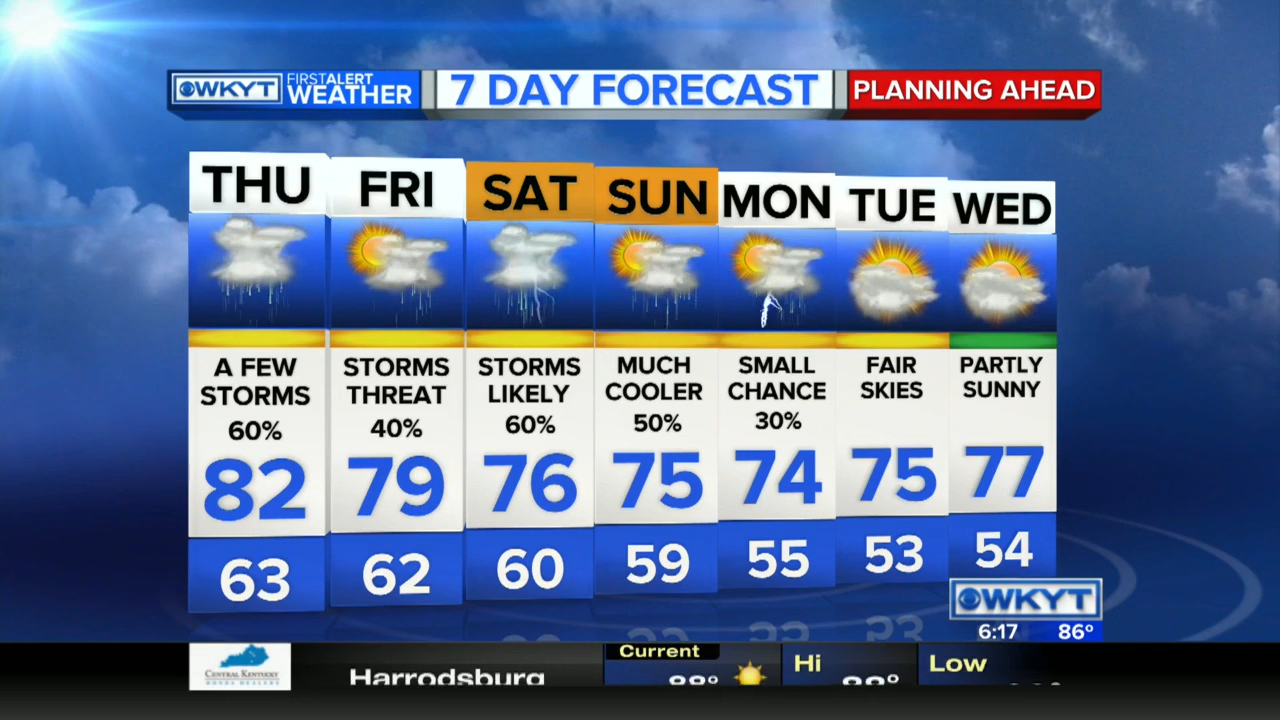 WKYT FIRST ALERT WEATHER
7 DAY FORECAST
PLANNING AHEAD
THU
FRI
SAT
SUN
MON
TUE
WED
A FEW
STORMS
60%
82
63
STORMS
THREAT
40%
79
62
STORMS
LIKELY
60%
76
60
MUCH
COOLER
50%
75
59
SMALL
CHANCE
30%
74
55
FAIR
SKIES
75
53
PARTLY
SUNNY
77
54
WKYT
6:17 86°
CENTRAL KENTUCKY
HONDA DEALERS
Harrodsburg
Current
88°
Hi
Low